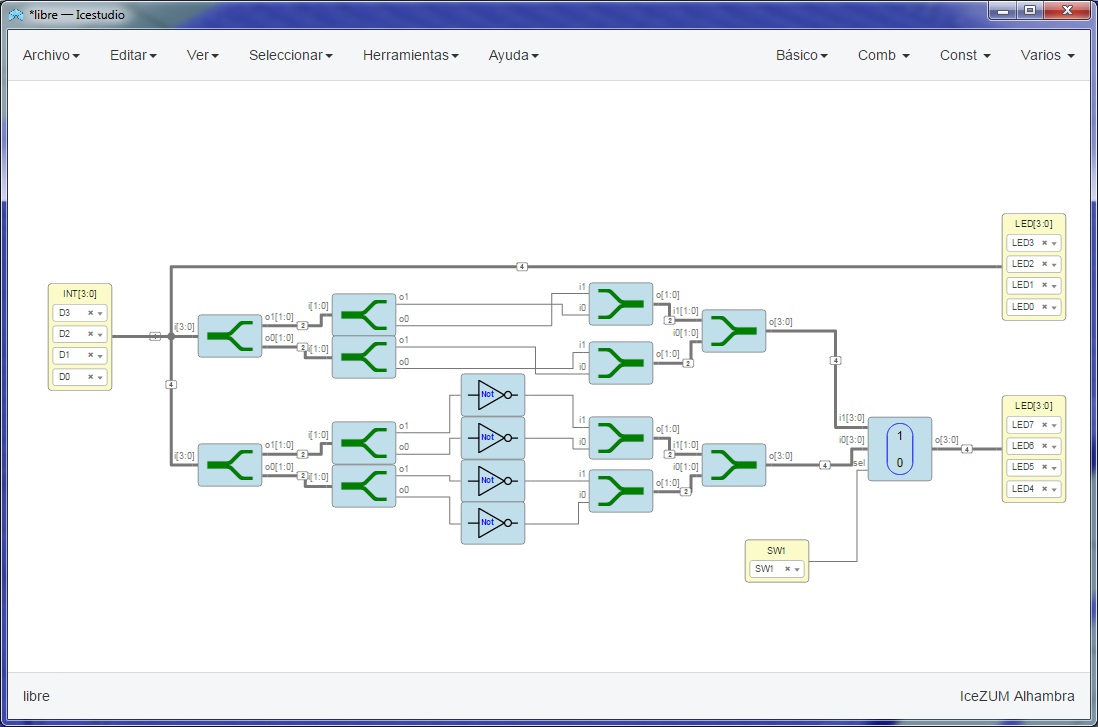 *libre — Icestudio
Archivo Editar Ver Seleccionar Herramientas Ayuda Básico Comb Const Varios
INT[3:0]
D3
D2
D1
D0
4
4
4
i[3:0]
o1[1:0]
o0[1:0]
2
2
i[1:0]
o1
o0
i[1:0]
o1
o0
i1
i0
o[1:0]
i1
i0
o[1:0]
2
2
i1[1:0]
i0[1:0]
o[3:0]
4
i[3:0]
o1[1:0]
o0[1:0]
2
2
i[1:0]
o1
o0
i[1:0]
o1
o0
Not
Not
Not
Not
i1
i0
o[1:0]
i1
i0
o[1:0]
2
2
i1[1:0]
i0[1:0]
o[3:0]
4
i1[3:0]
i0[3:0]
sel
1
0
o[3:0]
4
SW1
SW1
LED[3:0]
LED3
LED2
LED1
LED0
LED[3:0]
LED7
LED6
LED5
LED4
libre
IceZUM Alhambra